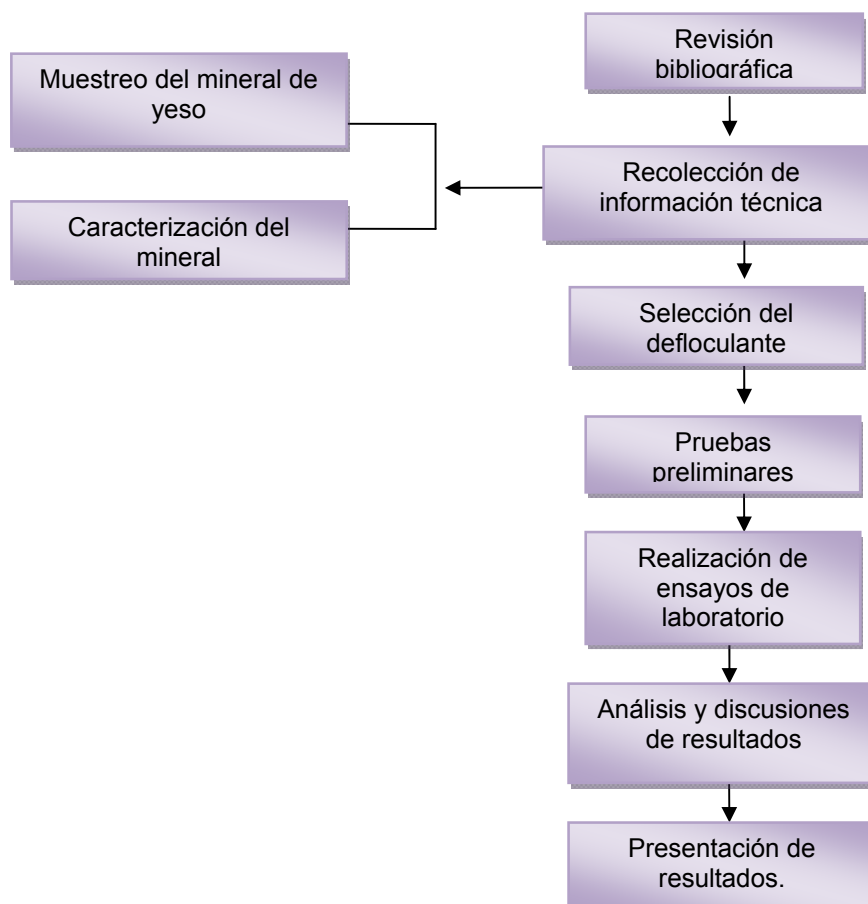 Revisión
bibliográfica
Muestreo del mineral de
yeso
Recolección de
información técnica
Caracterización del
mineral
Selección del
defloculante
Pruebas
preliminares
Realización de
ensayos de
laboratorio
Análisis y discusiones
de resultados
Presentación de
resultados.